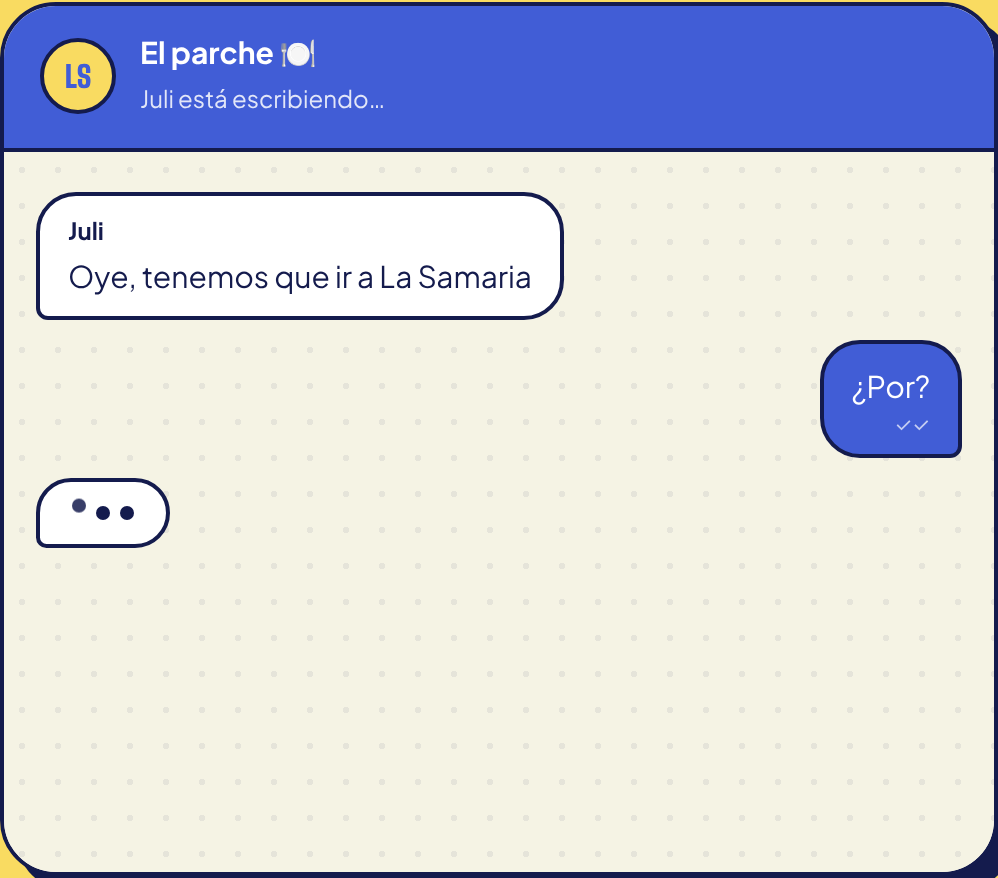 LS
El parche 🍽️
Juli está escribiendo...
Juli
Oye, tenemos que ir a La Samaria
¿Por?
✓✓